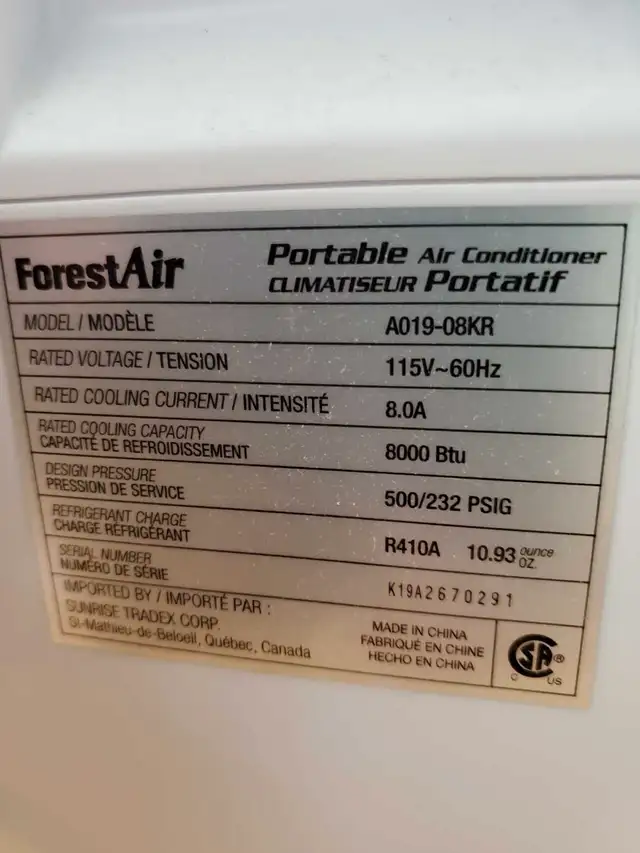 ForestAir
Portable Air Conditioner
CLIMATISEUR Portatif
MODEL / MODÈLE A019-08KR
RATED VOLTAGE / TENSION 115V~60Hz
RATED COOLING CURRENT / INTENSITÉ 8.0A
RATED COOLING CAPACITY
CAPACITÉ DE REFROIDISSEMENT 8000 Btu
DESIGN PRESSURE
PRESSION DE SERVICE 500/232 PSIG
REFRIGERANT CHARGE
CHARGE RÉFRIGÉRANT R410A 10.93 ounce OZ.
SERIAL NUMBER
NUMÉRO DE SÉRIE K19A2670291
IMPORTED BY / IMPORTÉ PAR :
SUNRISE TRADEX CORP.
St-Mathieu-de-Beloeil, Québec, Canada
MADE IN CHINA
FABRIQUÉ EN CHINE
HECHO EN CHINA
SA ®
C US